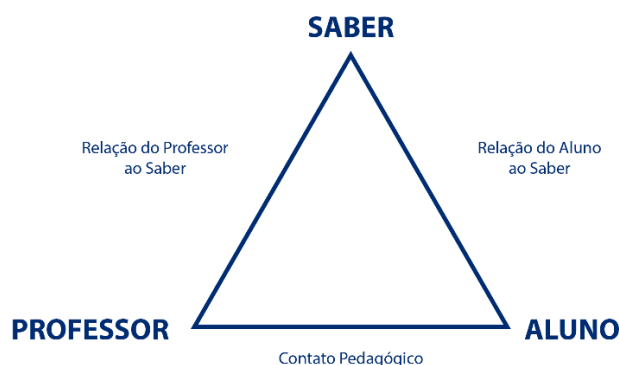 SABER
Relação do Professor
ao Saber
Relação do Aluno
ao Saber
PROFESSOR
ALUNO
Contato Pedagógico